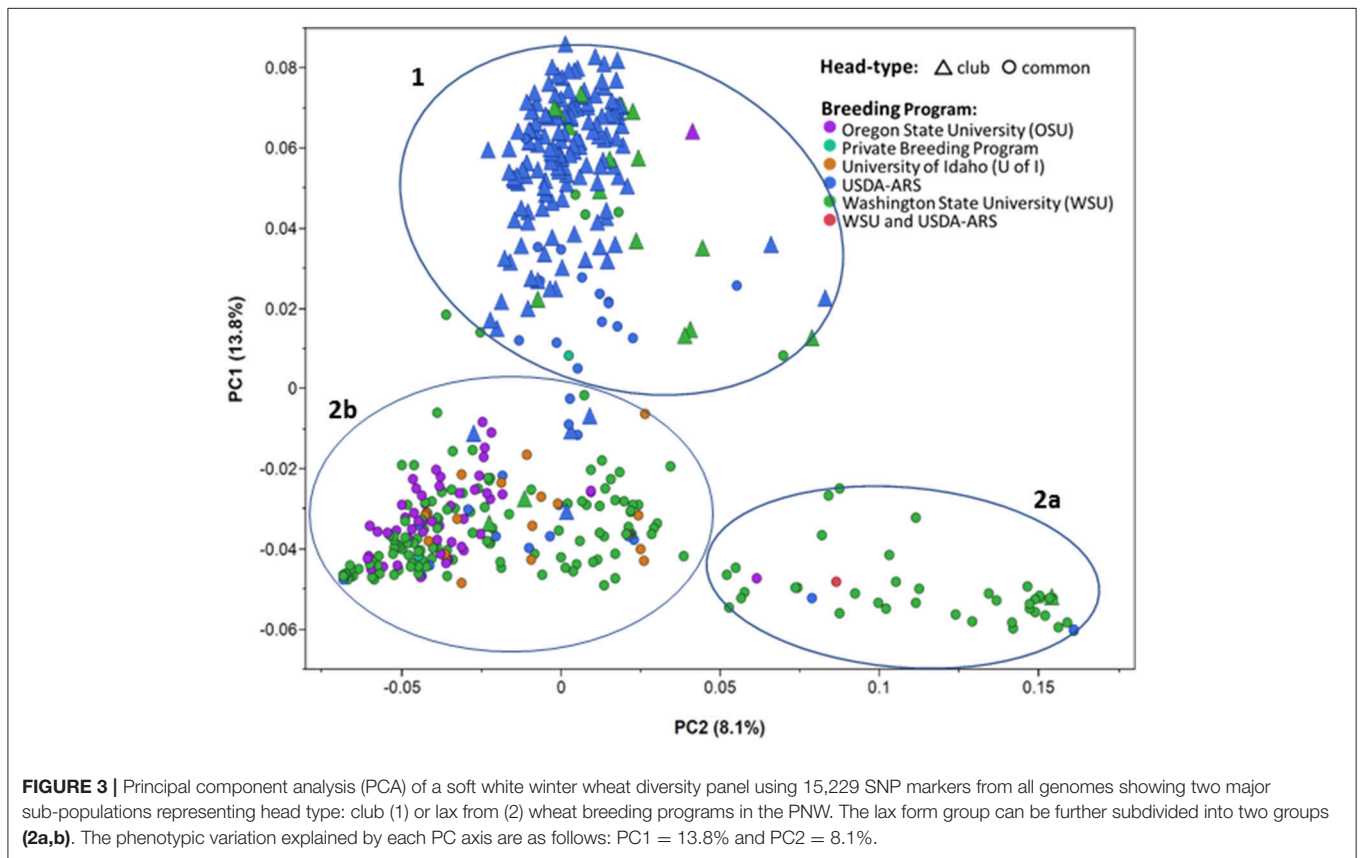 1
Head-type: △ club ○ common
Breeding Program:
Oregon State University (OSU)
Private Breeding Program
University of Idaho (U of I)
USDA-ARS
Washington State University (WSU)
WSU and USDA-ARS
0.08
0.06
0.04
0.02
0
-0.02
-0.04
-0.06
PC1 (13.8%)
2b
2a
-0.05
0
0.05
0.1
0.15
PC2 (8.1%)
FIGURE 3 | Principal component analysis (PCA) of a soft white winter wheat diversity panel using 15,229 SNP markers from all genomes showing two major
sub-populations representing head type: club (1) or lax from (2) wheat breeding programs in the PNW. The lax form group can be further subdivided into two groups
(2a,b). The phenotypic variation explained by each PC axis are as follows: PC1 = 13.8% and PC2 = 8.1%.